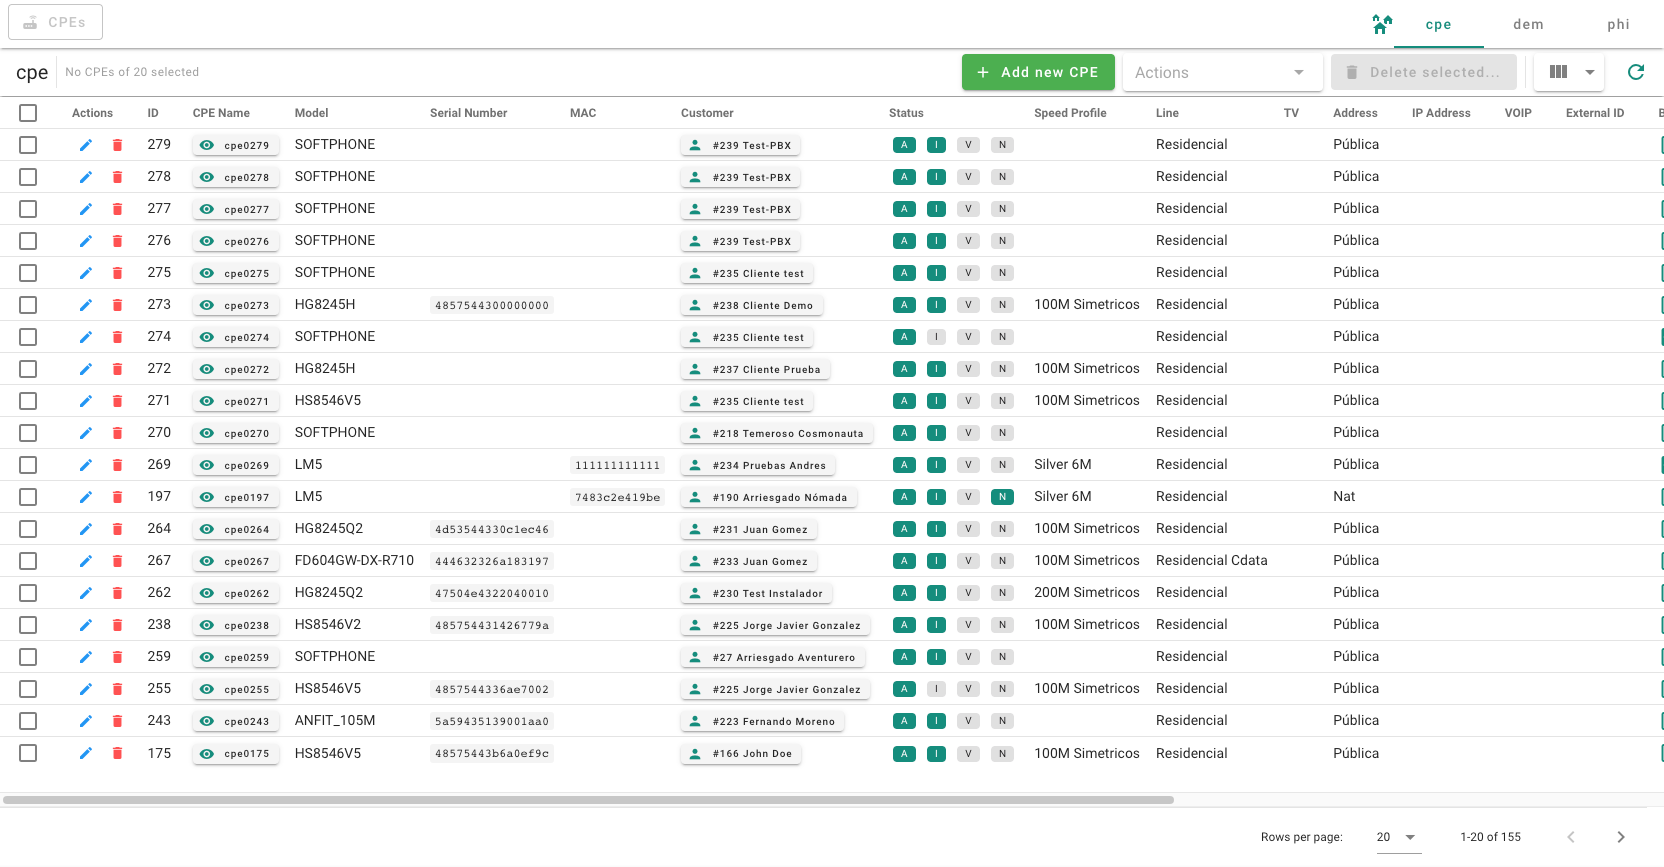 CPEs
cpe dem phi
cpe No CPEs of 20 selected + Add new CPE Actions Delete selected...
Actions ID CPE Name Model Serial Number MAC Customer Status Speed Profile Line TV Address IP Address VOIP External ID
279 cpe0279 SOFTPHONE #239 Test-PBX A I V N Residencial Pública
278 cpe0278 SOFTPHONE #239 Test-PBX A I V N Residencial Pública
277 cpe0277 SOFTPHONE #239 Test-PBX A I V N Residencial Pública
276 cpe0276 SOFTPHONE #239 Test-PBX A I V N Residencial Pública
275 cpe0275 SOFTPHONE #235 Cliente test A I V N Residencial Pública
273 cpe0273 HG8245H 4857544300000000 #238 Cliente Demo A I V N 100M Simetricos Residencial Pública
274 cpe0274 SOFTPHONE #235 Cliente test A I V N Residencial Pública
272 cpe0272 HG8245H #237 Cliente Prueba A I V N 100M Simetricos Residencial Pública
271 cpe0271 HS8546V5 #235 Cliente test A I V N 100M Simetricos Residencial Pública
270 cpe0270 SOFTPHONE #218 Temeroso Cosmonauta A I V N Residencial Pública
269 cpe0269 LM5 111111111111 #234 Pruebas Andres A I V N Silver 6M Residencial Pública
197 cpe0197 LM5 7483c2e419be #190 Arriesgado Nómada A I V N Silver 6M Residencial Nat
264 cpe0264 HG8245Q2 4d53544330c1ec46 #231 Juan Gomez A I V N 100M Simetricos Residencial Pública
267 cpe0267 FD604GW-DX-R710 444632326a183197 #233 Juan Gomez A I V N 100M Simetricos Residencial Cdata Pública
262 cpe0262 HG8245Q2 47504e4322040010 #230 Test Instalador A I V N 200M Simetricos Residencial Pública
238 cpe0238 HS8546V2 485754431426779a #225 Jorge Javier Gonzalez A I V N 100M Simetricos Residencial Pública
259 cpe0259 SOFTPHONE #27 Arriesgado Aventurero A I V N Residencial Pública
255 cpe0255 HS8546V5 4857544336ae7002 #225 Jorge Javier Gonzalez A I V N 100M Simetricos Residencial Pública
243 cpe0243 ANFIT_105M 5a59435139001aa0 #223 Fernando Moreno A I V N Residencial Pública
175 cpe0175 HS8546V5 48575443b6a0ef9c #166 John Doe A I V N 100M Simetricos Residencial Pública
Rows per page: 20 1-20 of 155